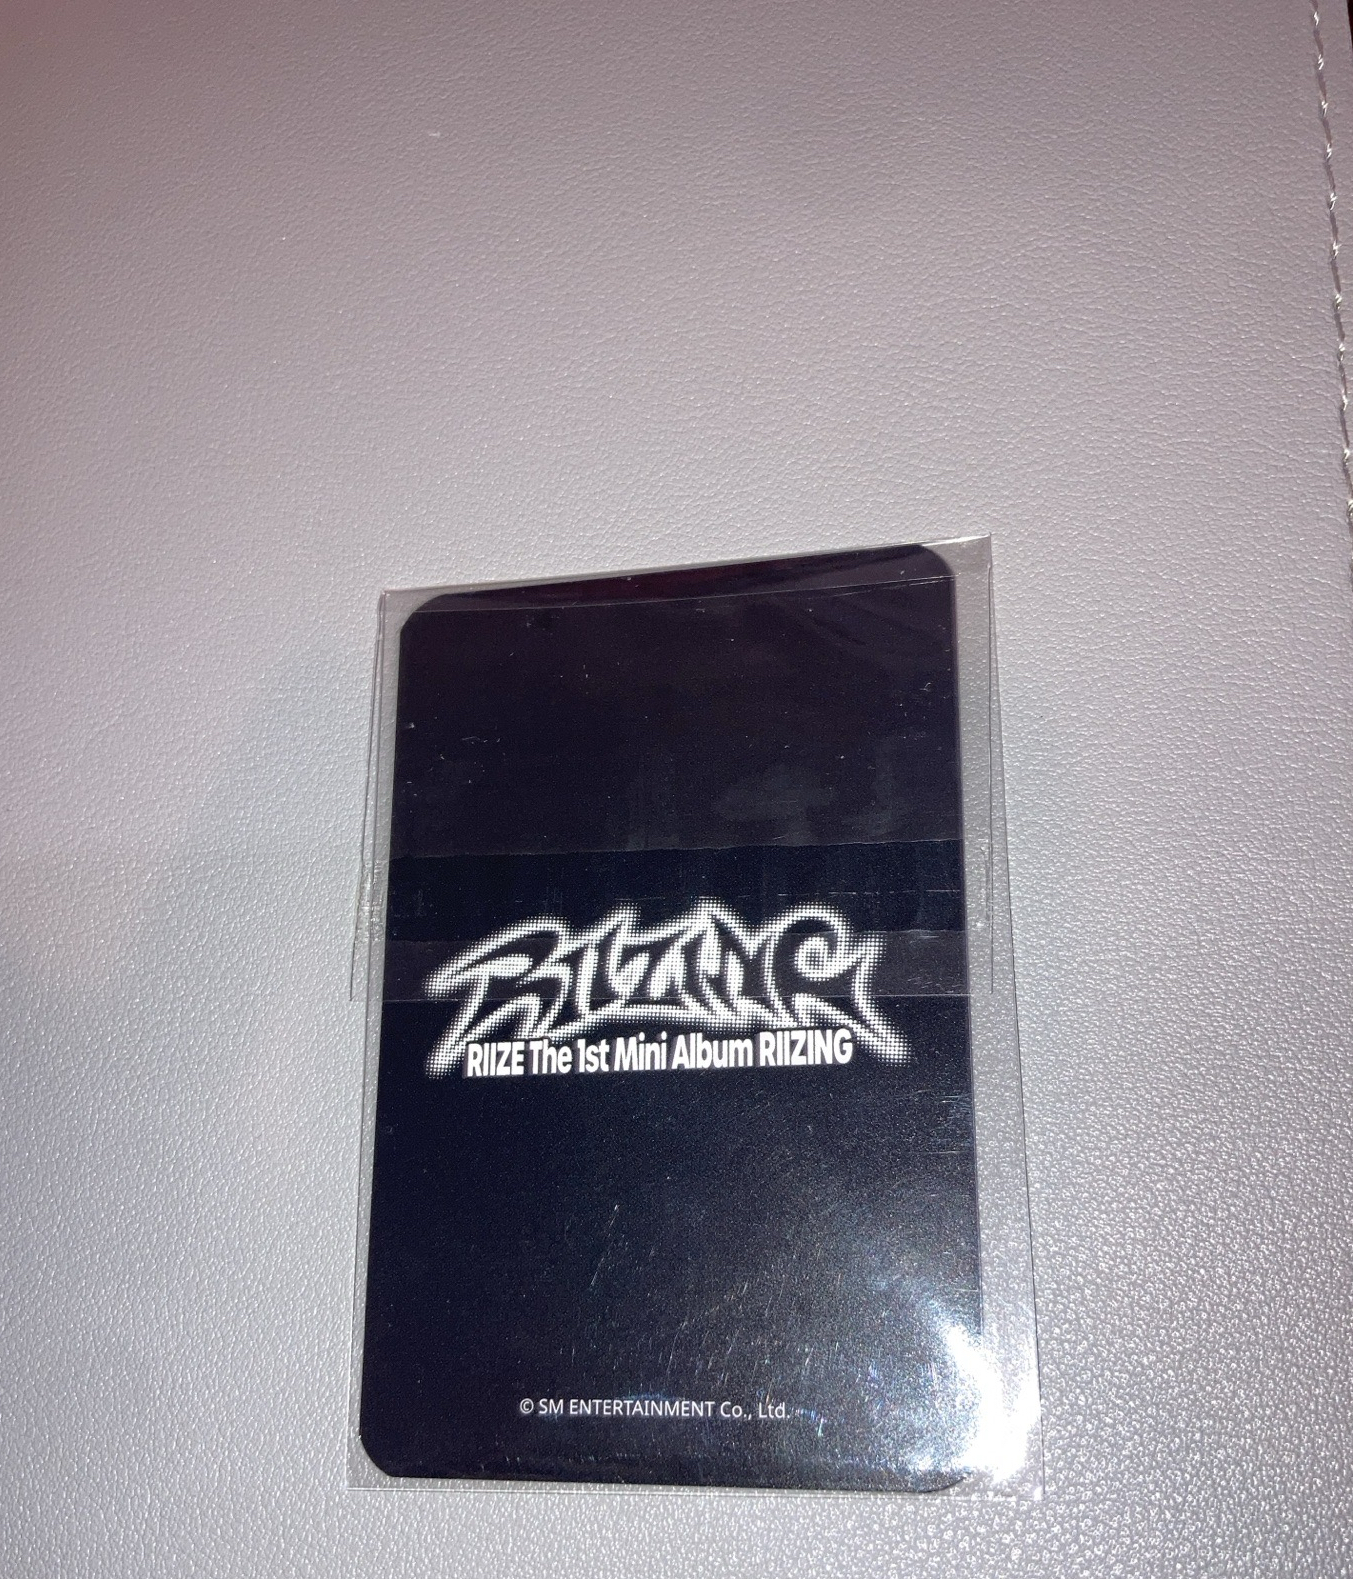 RIIZING
RIIZE The 1st Mini Album RIIZING
© SM ENTERTAINMENT Co., Ltd.